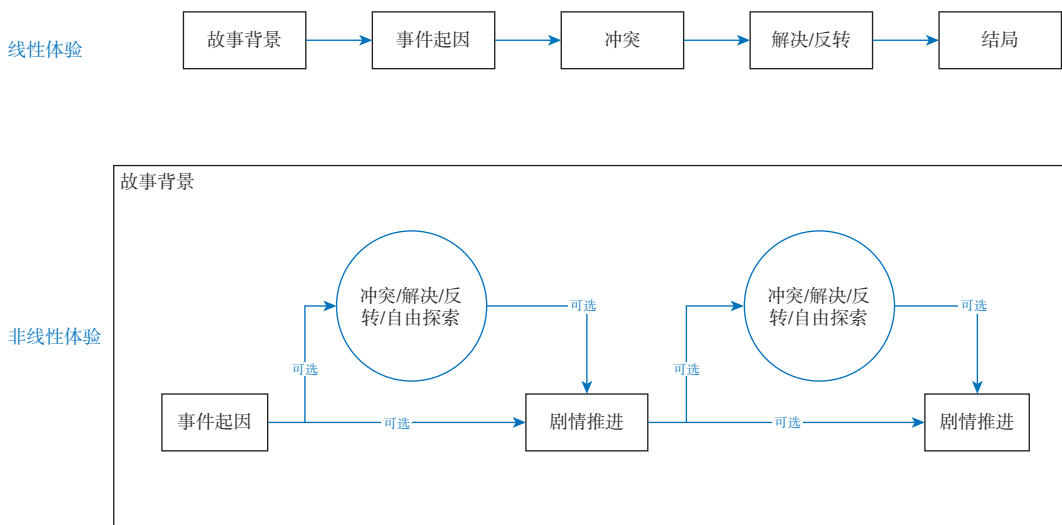 线性体验
故事背景
事件起因
冲突
解决/反转
结局
故事背景
非线性体验
冲突/解决/反
转/自由探索
可选
可选
冲突/解决/反
转/自由探索
可选
可选
事件起因
可选
剧情推进
可选
剧情推进